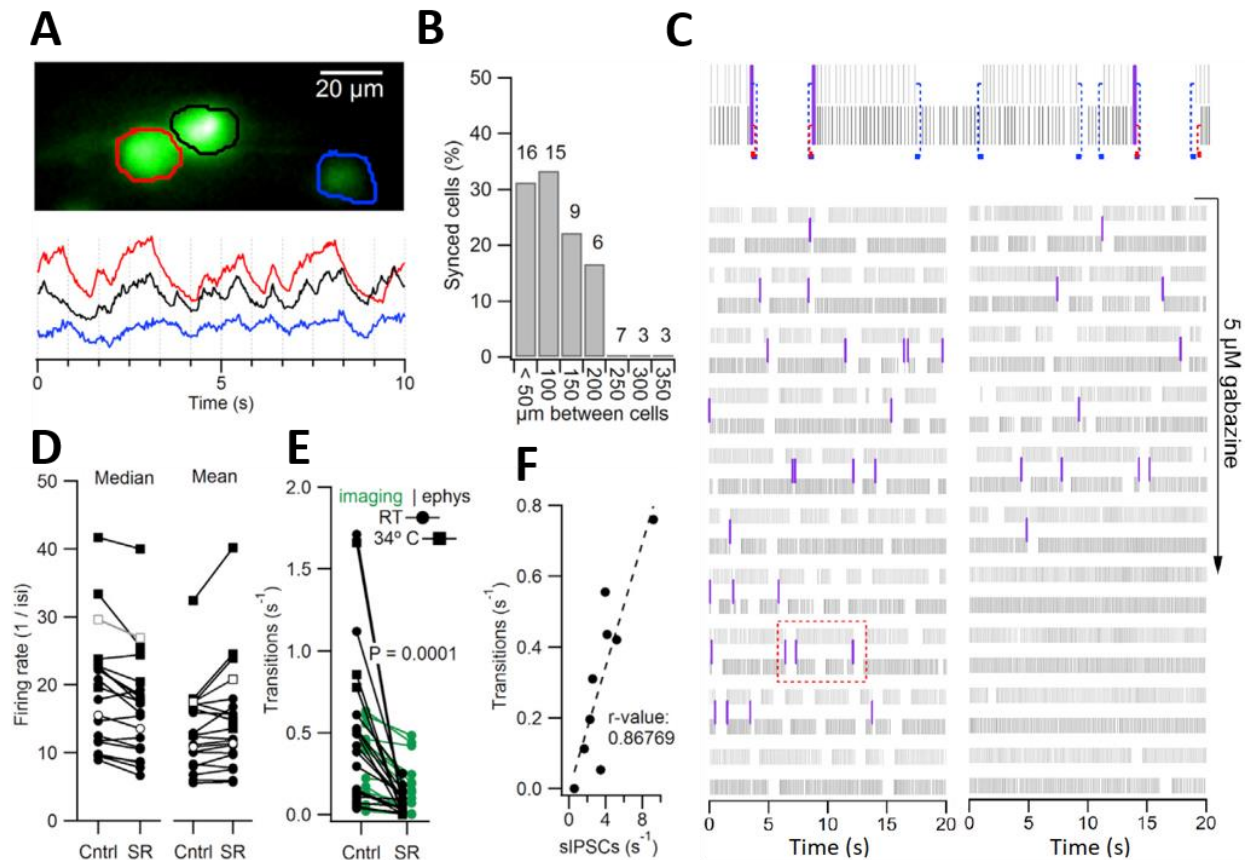 A
20 µm
0
5
10
Time (s)
B
Synced cells (%)
50
40
30
20
10
0
16
15
9
6
7
3
3
< 50
100
150
200
250
300
350
µm between cells
C
5 µM gabazine
0
5
10
15
20
Time (s)
0
5
10
15
20
Time (s)
D
Median
Mean
Firing rate (1 / isi)
50
40
30
20
10
0
Cntrl
SR
Cntrl
SR
E
imaging | ephys
RT
34º C
Transitions (s-1)
2.0
1.5
1.0
0.5
0.0
P = 0.0001
Cntrl
SR
F
Transitions (s-1)
0.8
0.6
0.4
0.2
0.0
r-value:
0.86769
0
4
8
sIPSCs (s-1)